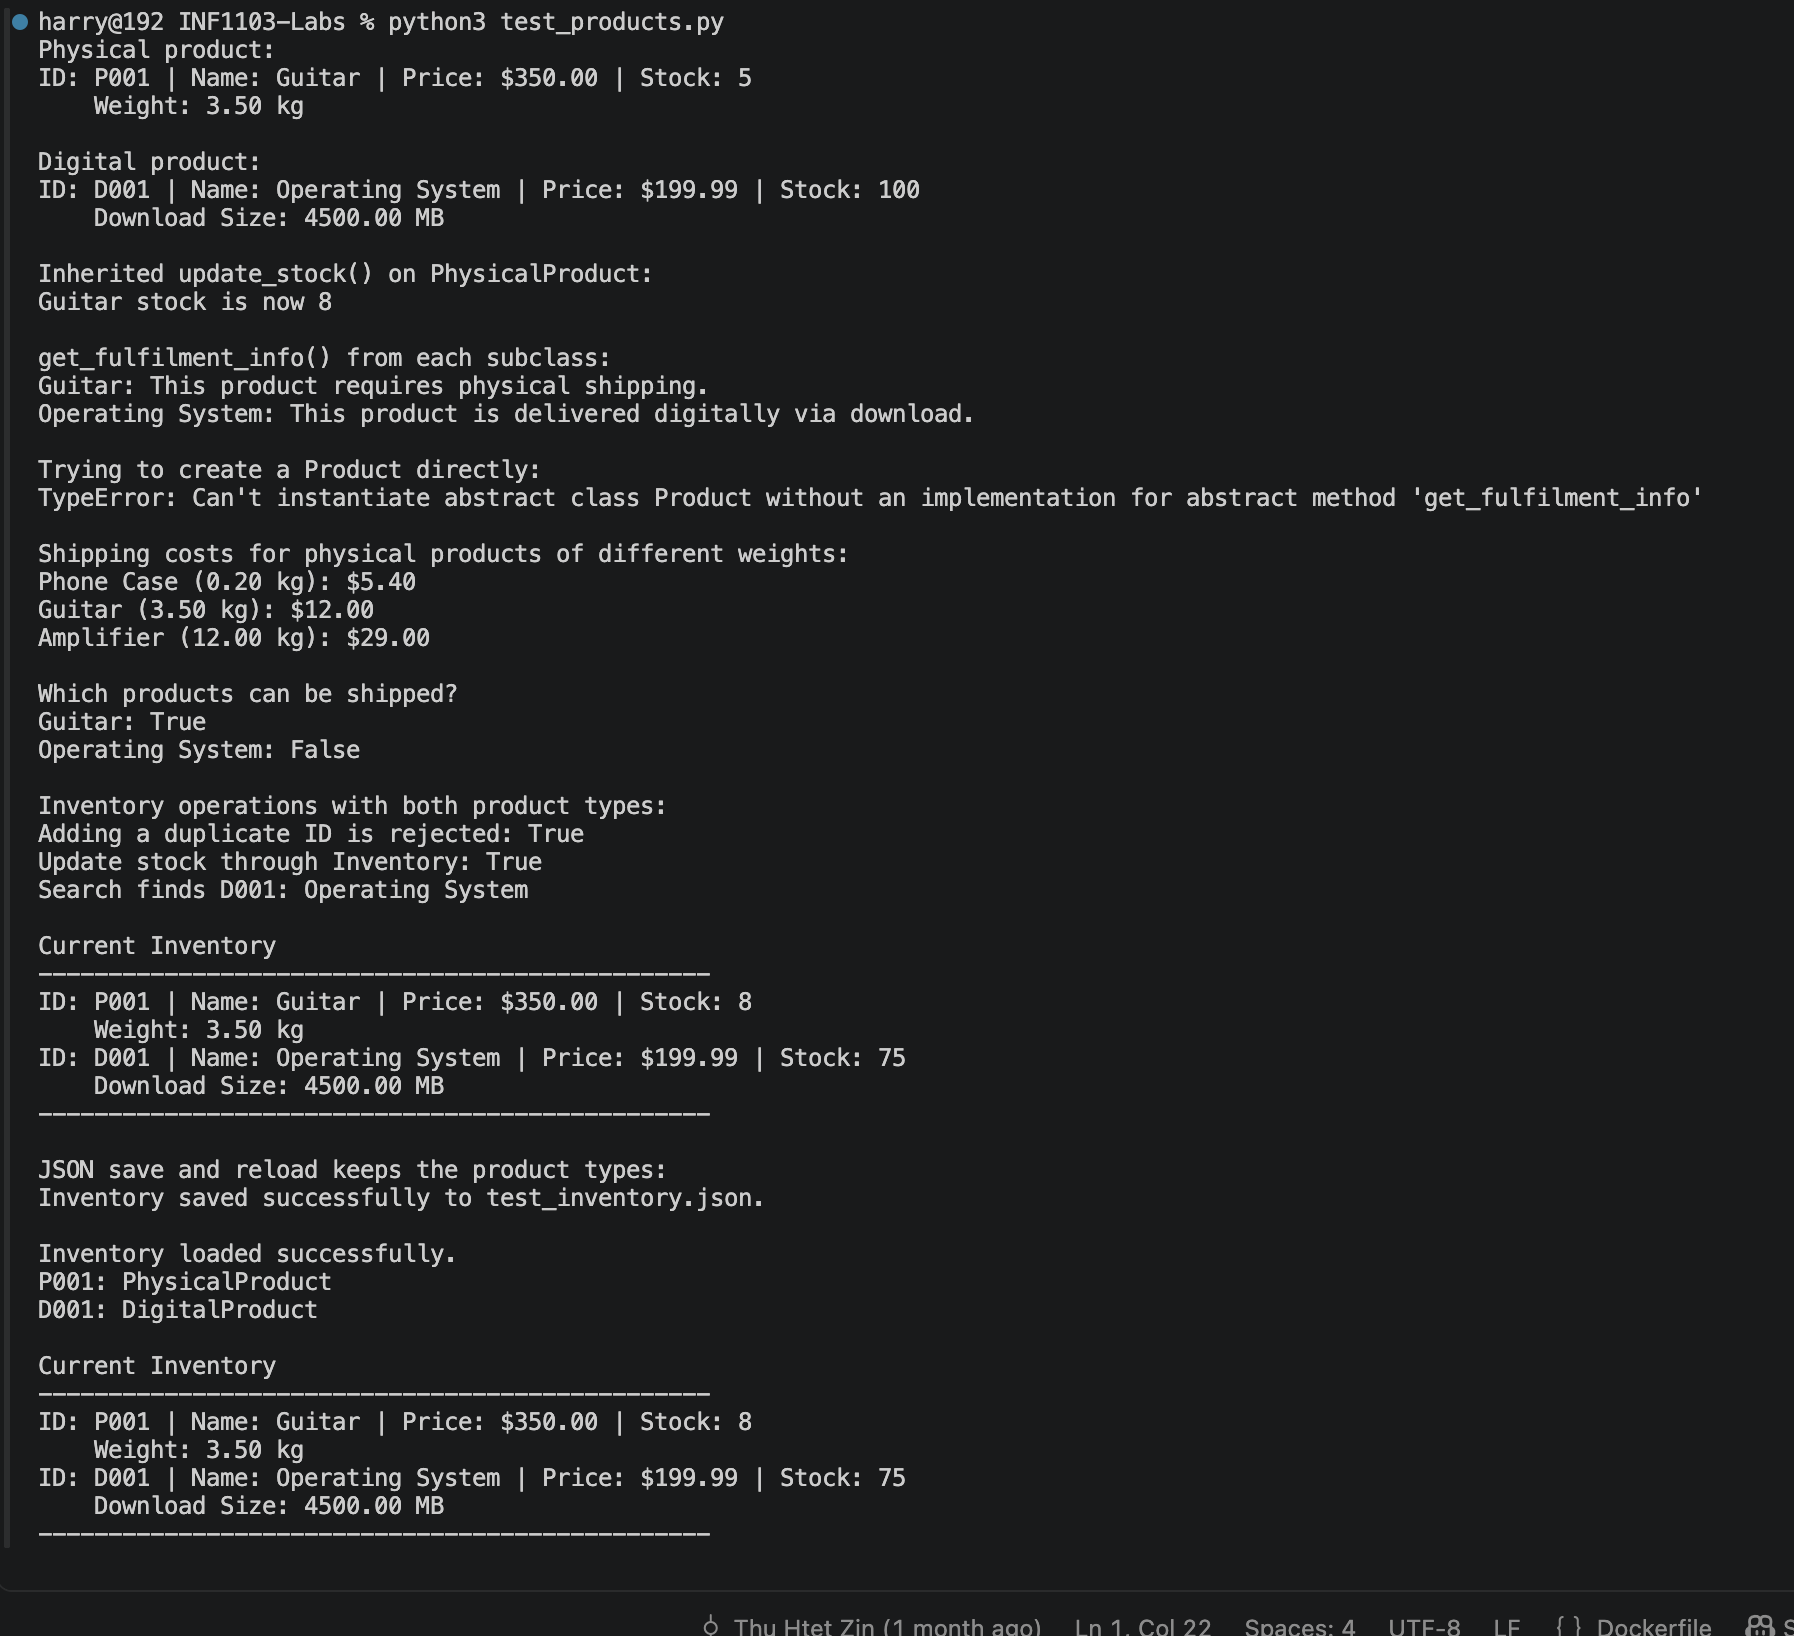 harry@192 INF1103-Labs % python3 test_products.py
Physical product:
ID: P001 | Name: Guitar | Price: $350.00 | Stock: 5
    Weight: 3.50 kg

Digital product:
ID: D001 | Name: Operating System | Price: $199.99 | Stock: 100
    Download Size: 4500.00 MB

Inherited update_stock() on PhysicalProduct:
Guitar stock is now 8

get_fulfilment_info() from each subclass:
Guitar: This product requires physical shipping.
Operating System: This product is delivered digitally via download.

Trying to create a Product directly:
TypeError: Can't instantiate abstract class Product without an implementation for abstract method 'get_fulfilment_info'

Shipping costs for physical products of different weights:
Phone Case (0.20 kg): $5.40
Guitar (3.50 kg): $12.00
Amplifier (12.00 kg): $29.00

Which products can be shipped?
Guitar: True
Operating System: False

Inventory operations with both product types:
Adding a duplicate ID is rejected: True
Update stock through Inventory: True
Search finds D001: Operating System

Current Inventory
------------------------------------------------
ID: P001 | Name: Guitar | Price: $350.00 | Stock: 8
    Weight: 3.50 kg
ID: D001 | Name: Operating System | Price: $199.99 | Stock: 75
    Download Size: 4500.00 MB
------------------------------------------------

JSON save and reload keeps the product types:
Inventory saved successfully to test_inventory.json.

Inventory loaded successfully.
P001: PhysicalProduct
D001: DigitalProduct

Current Inventory
------------------------------------------------
ID: P001 | Name: Guitar | Price: $350.00 | Stock: 8
    Weight: 3.50 kg
ID: D001 | Name: Operating System | Price: $199.99 | Stock: 75
    Download Size: 4500.00 MB
------------------------------------------------
Thu Htet Zin (1 month ago) Ln 1, Col 22 Spaces: 4 UTF-8 LF { } Dockerfile